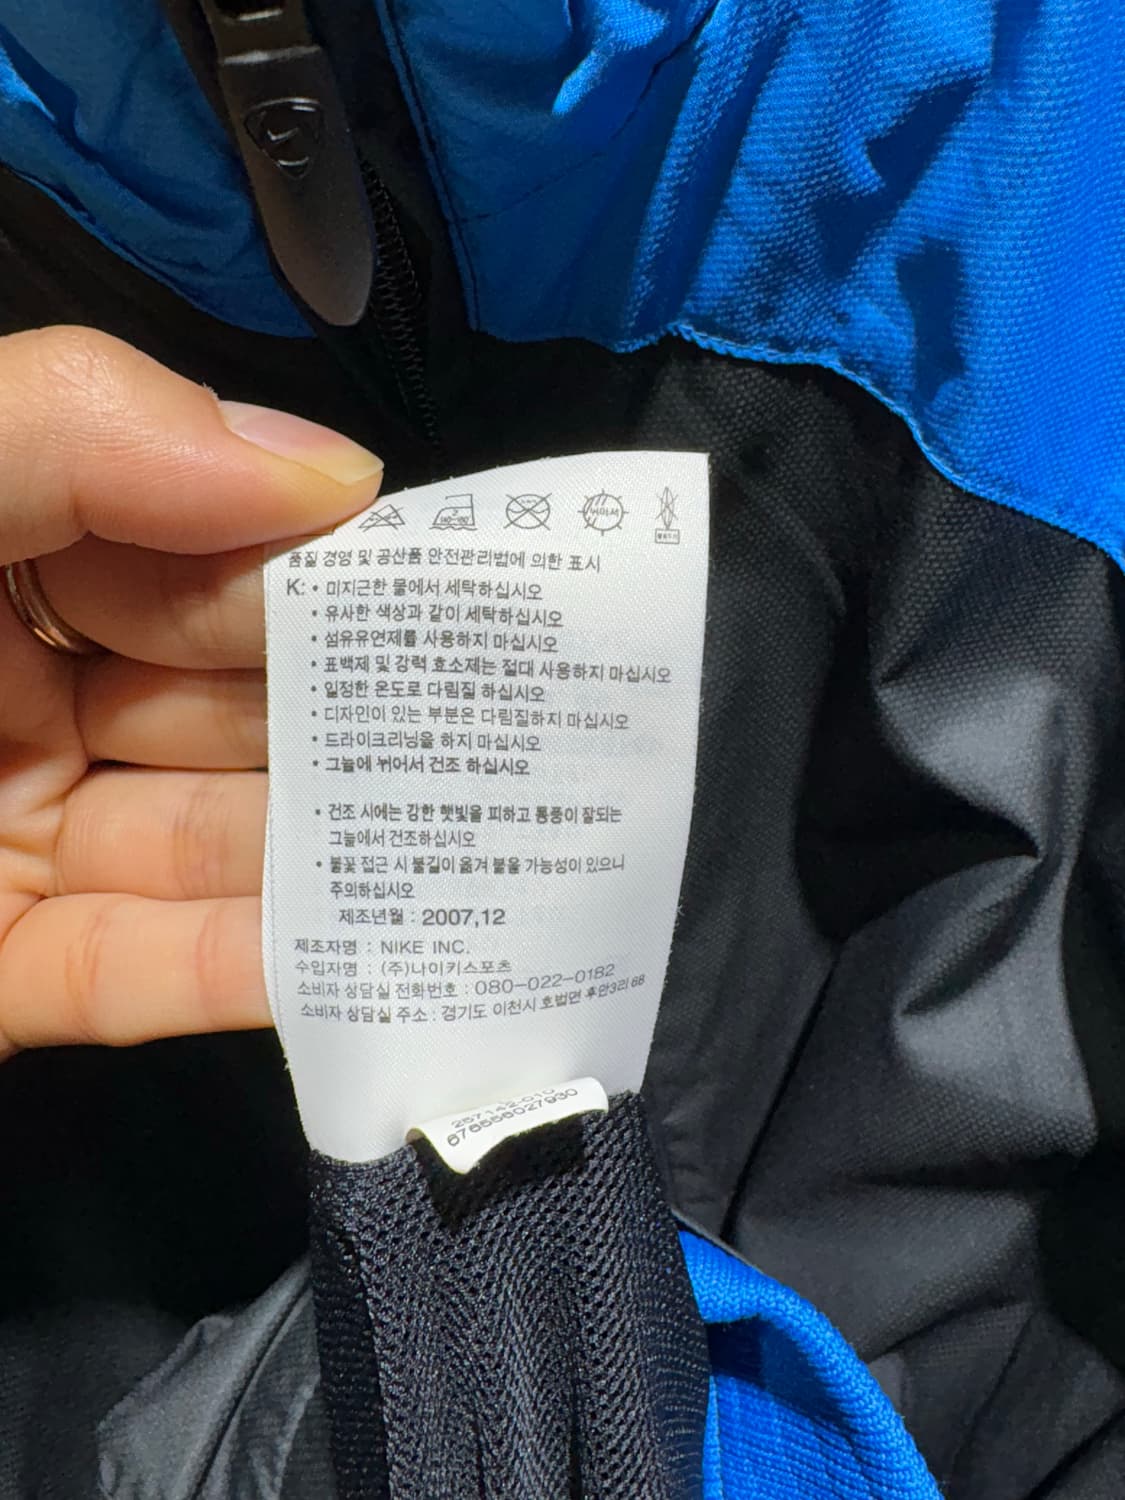 품질 경영 및 공산품 안전관리법에 의한 표시
K: • 미지근한 물에서 세탁하십시오
• 유사한 색상과 같이 세탁하십시오
• 섬유유연제를 사용하지 마십시오
• 표백제 및 강력 효소제는 절대 사용하지 마십시오
• 일정한 온도로 다림질 하십시오
• 디자인이 있는 부분은 다림질하지 마십시오
• 드라이크리닝을 하지 마십시오
• 그늘에 뉘어서 건조 하십시오
• 건조 시에는 강한 햇빛을 피하고 통풍이 잘되는
그늘에서 건조하십시오
• 불꽃 접근 시 불길이 옮겨 붙을 가능성이 있으니
주의하십시오
제조년월 : 2007,12
제조자명 : NIKE INC.
수입자명 : (주)나이키스포츠
소비자 상담실 전화번호 : 080-022-0182
소비자 상담실 주소 : 경기도 이천시 호법면 후안3리 68
257142-010
676556027930